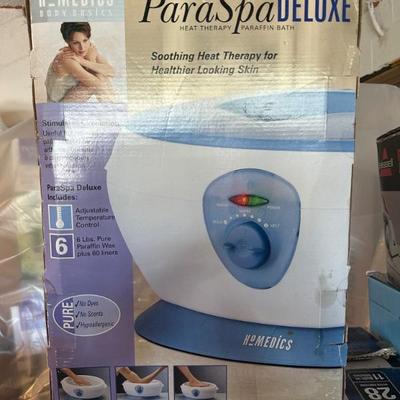 HoMEDICS
BODY BASICS
ParaSpa DELUXE
HEAT THERAPY PARAFFIN BATH
Soothing Heat Therapy for
Healthier Looking Skin
ParaSpa Deluxe
Includes:
Adjustable
Temperature
Control
6
6 Lbs. Pure
Paraffin Wax
plus 60 liners
PURE
✓No Dyes
✓No Scents
✓Hypoallergenic
HoMEDICS
BISSELL
28